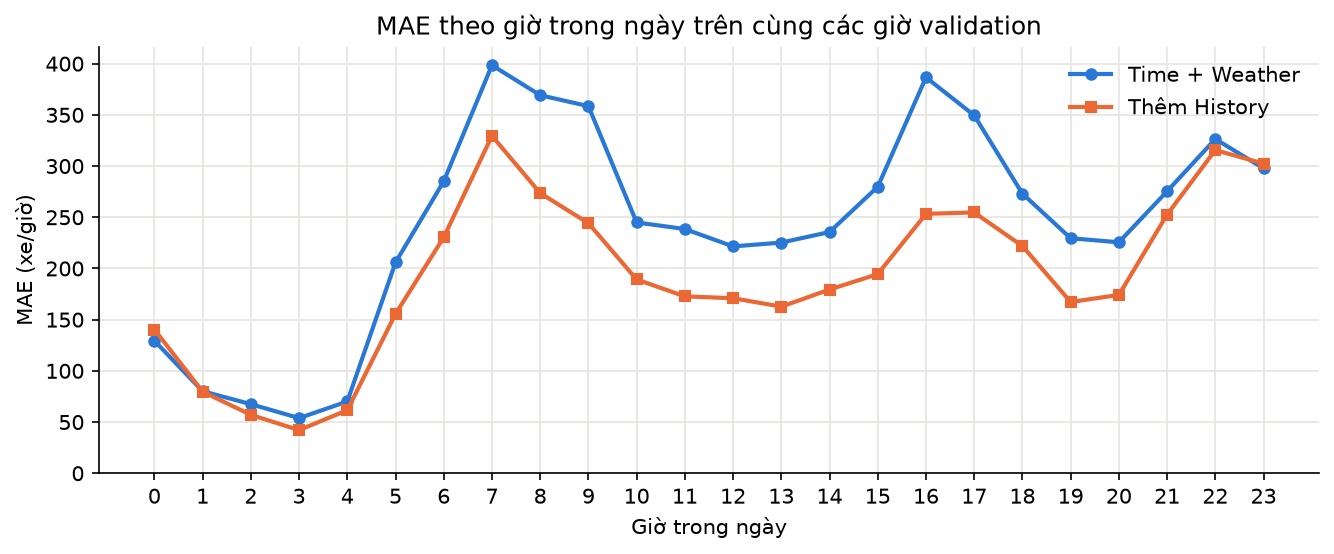 MAE theo giờ trong ngày trên cùng các giờ validation
Time + Weather
Thêm History
MAE (xe/giờ)
400
350
300
250
200
150
100
50
0
0 1 2 3 4 5 6 7 8 9 10 11 12 13 14 15 16 17 18 19 20 21 22 23
Giờ trong ngày